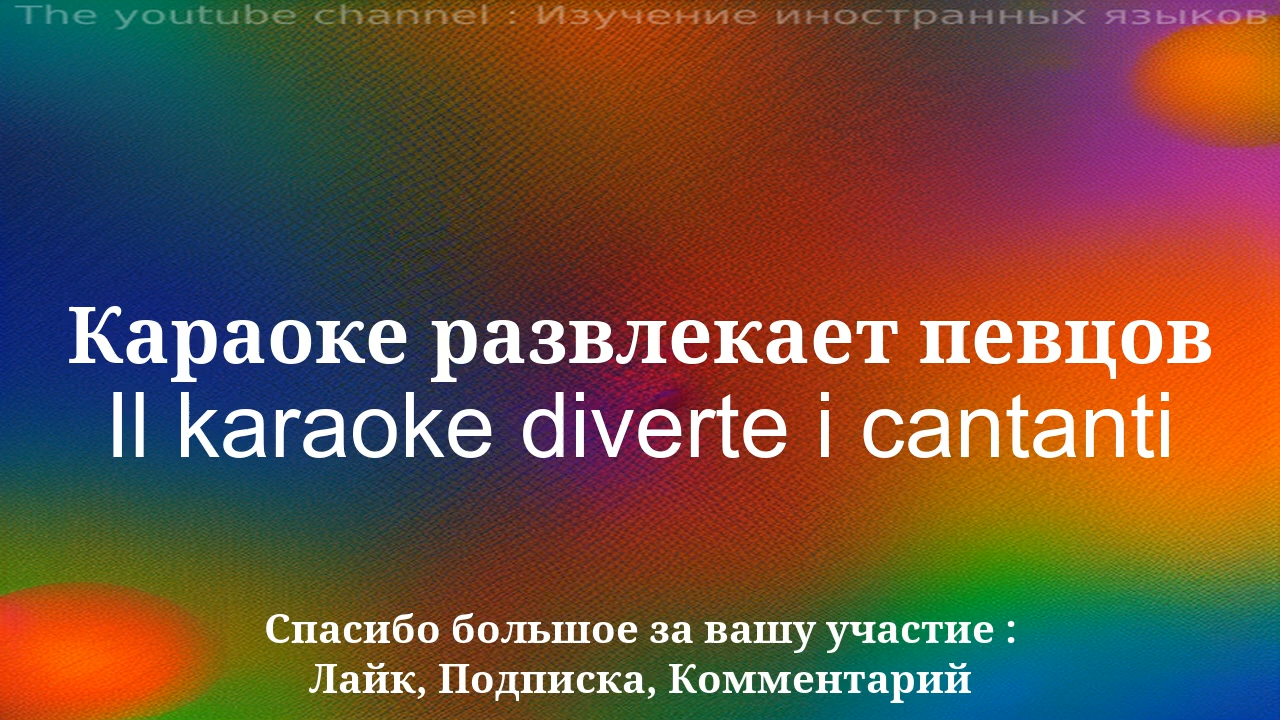 The youtube channel : Изучение иностранных языков
Караоке развлекает певцов
Il karaoke diverte i cantanti
Спасибо большое за вашу участие :
Лайк, Подписка, Комментарий